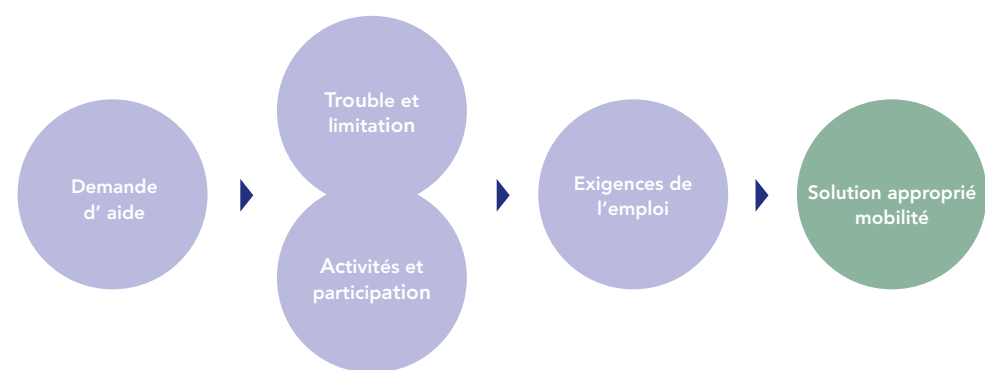 Demande
d’ aide
Trouble et
limitation
Activités et
participation
Exigences de
l’emploi
Solution approprié
mobilité